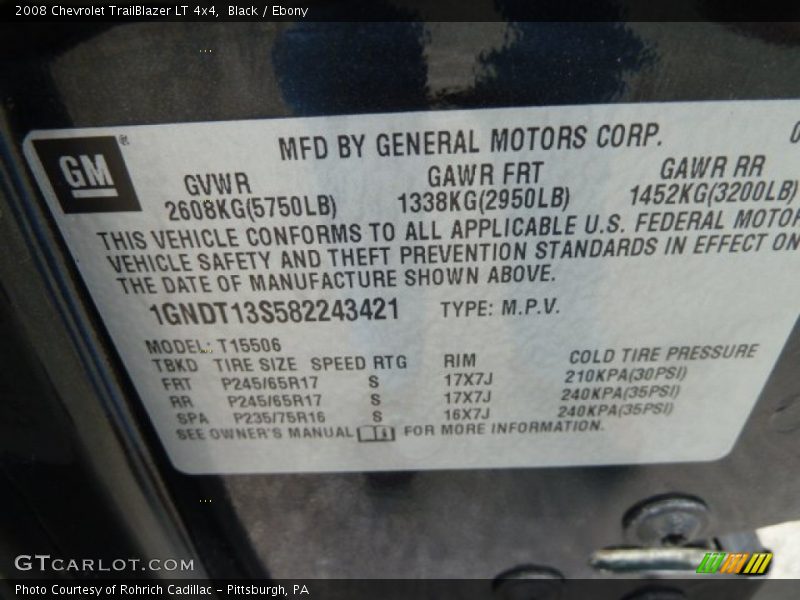 2008 Chevrolet TrailBlazer LT 4x4,  Black / Ebony
MFD BY GENERAL MOTORS CORP.
GM
GVWR GAWR FRT GAWR RR
2608KG(5750LB) 1338KG(2950LB) 1452KG(3200LB)
THIS VEHICLE CONFORMS TO ALL APPLICABLE U.S. FEDERAL MOTOR
VEHICLE SAFETY AND THEFT PREVENTION STANDARDS IN EFFECT ON
THE DATE OF MANUFACTURE SHOWN ABOVE.
1GNDT13S582243421 TYPE: M.P.V.
MODEL: T15506
TBKD TIRE SIZE SPEED RTG RIM COLD TIRE PRESSURE
FRT P245/65R17 S 17X7J 210KPA(30PSI)
RR P245/65R17 S 17X7J 240KPA(35PSI)
SPA P235/75R16 S 16X7J 240KPA(35PSI)
SEE OWNER'S MANUAL FOR MORE INFORMATION.
GTCARLOT.COM
Photo Courtesy of Rohrich Cadillac - Pittsburgh, PA